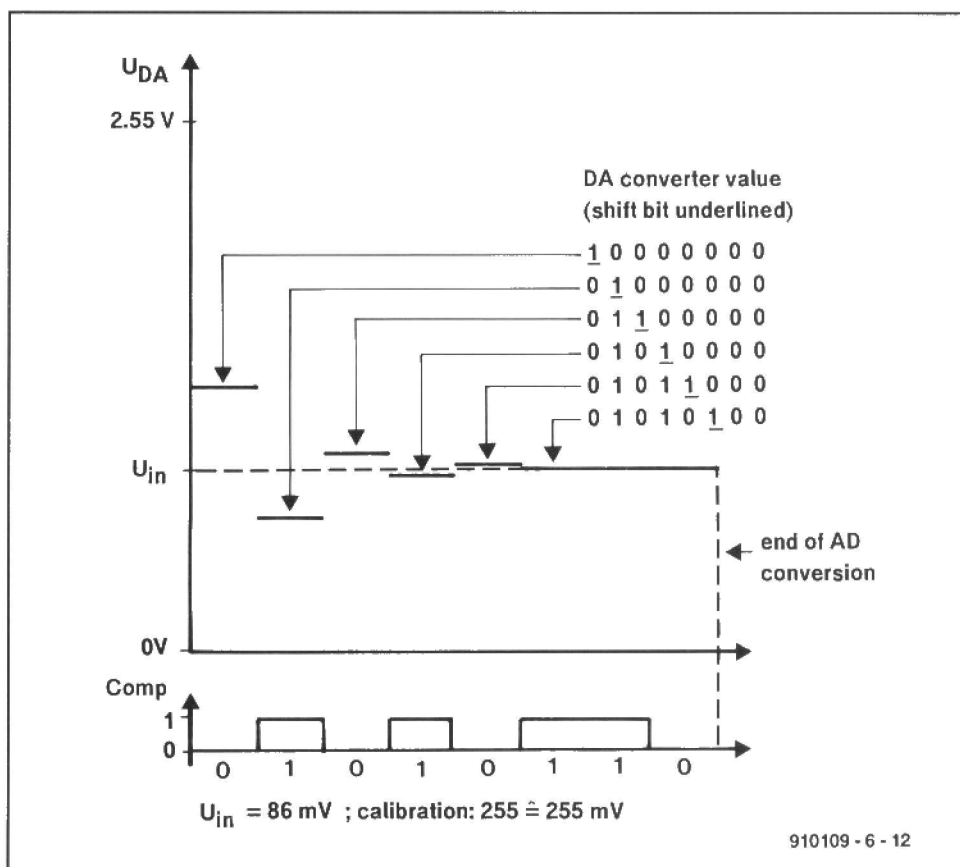 U_DA
2.55 V
DA converter value
(shift bit underlined)
1 0 0 0 0 0 0 0
0 1 0 0 0 0 0 0
0 1 1 0 0 0 0 0
0 1 0 1 0 0 0 0
0 1 0 1 1 0 0 0
0 1 0 1 0 1 0 0
U_in
end of AD
conversion
0V
Comp
1
0
0 1 0 1 0 1 1 0
U_in = 86 mV ; calibration: 255 ≙ 255 mV
910109 - 6 - 12